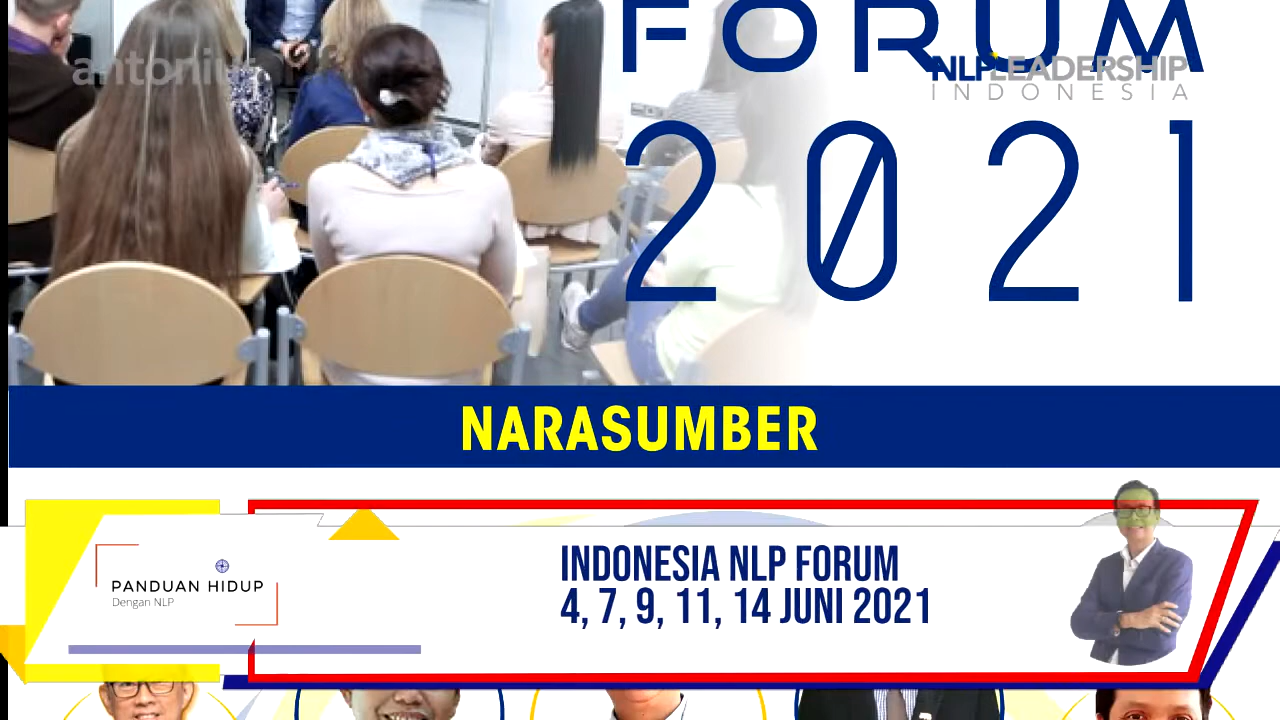 FORUM
NLP LEADERSHIP
INDONESIA
2021
NARASUMBER
PANDUAN HIDUP
Dengan NLP
INDONESIA NLP FORUM
4, 7, 9, 11, 14 JUNI 2021